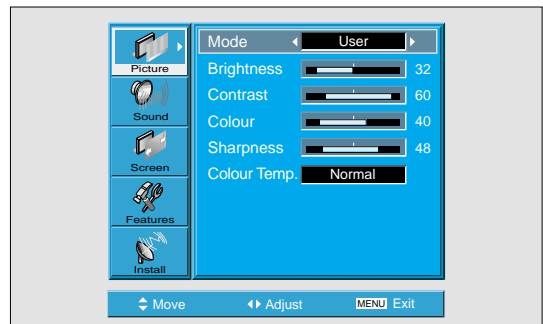 Picture
Sound
Screen
Features
Install
Mode User
Brightness 32
Contrast 60
Colour 40
Sharpness 48
Colour Temp. Normal
Move Adjust MENU Exit